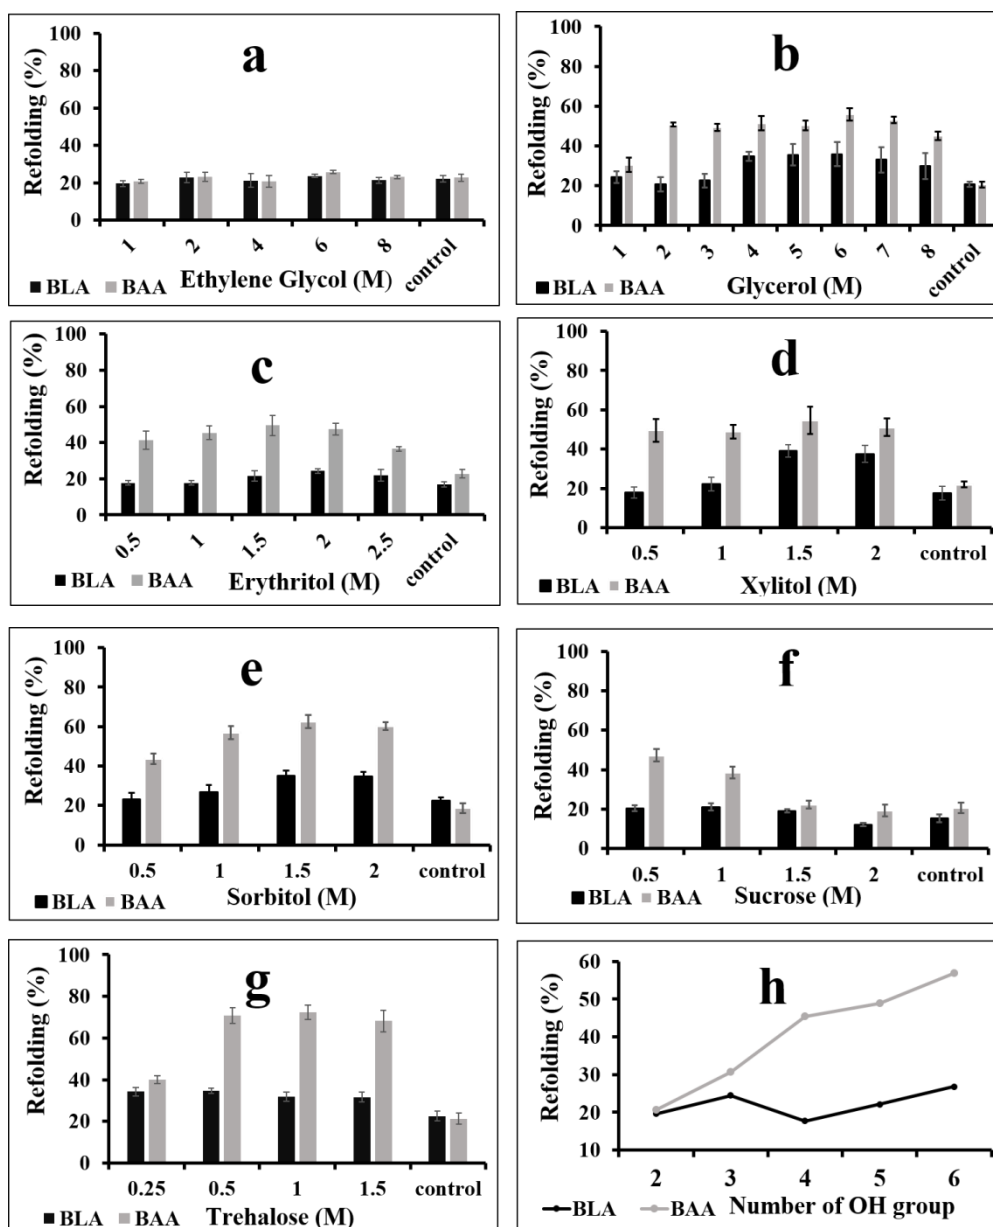 a
Refolding (%)
100
80
60
40
20
0
1 2 4 6 8 control
BLA BAA Ethylene Glycol (M)
b
Refolding (%)
100
80
60
40
20
0
1 2 3 4 5 6 7 8 control
BLA BAA Glycerol (M)
c
Refolding (%)
100
80
60
40
20
0
0.5 1 1.5 2 2.5 control
BLA BAA Erythritol (M)
d
Refolding (%)
100
80
60
40
20
0
0.5 1 1.5 2 control
BLA BAA Xylitol (M)
e
Refolding (%)
100
80
60
40
20
0
0.5 1 1.5 2 control
BLA BAA Sorbitol (M)
f
Refolding (%)
100
80
60
40
20
0
0.5 1 1.5 2 control
BLA BAA Sucrose (M)
g
Refolding (%)
100
80
60
40
20
0
0.25 0.5 1 1.5 control
BLA BAA Trehalose (M)
h
Refolding (%)
60
50
40
30
20
10
2 3 4 5 6
BLA BAA Number of OH group